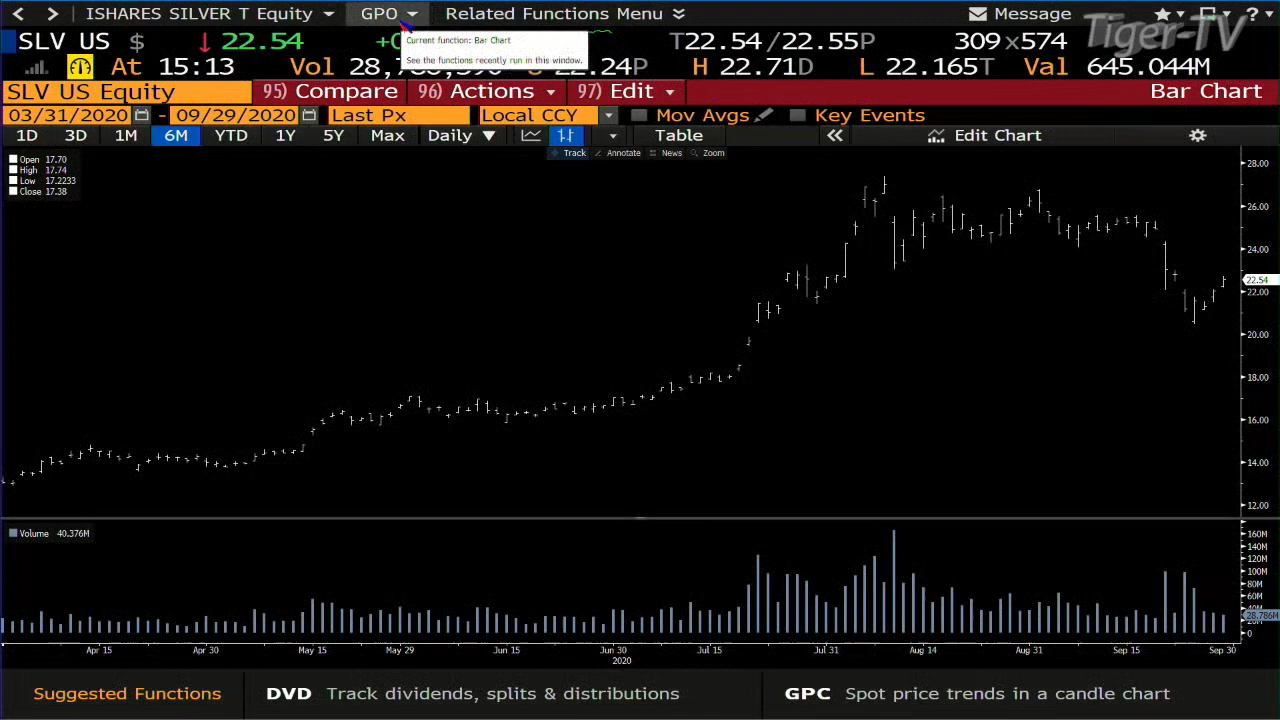 ISHARES SILVER T Equity GPO Related Functions Menu Message ?
Tiger-TV
SLV US $ ↓ 22.54 T22.54/22.55P 309x574
Current function: Bar Chart
See the functions recently run in this window.
At 15:13 Vol 22.24P H 22.71D L 22.165T Val 645.044M
SLV US Equity 95) Compare 96) Actions 97) Edit Bar Chart
03/31/2020 - 09/29/2020 Last Px Local CCY Mov Avgs Key Events
1D 3D 1M 6M YTD 1Y 5Y Max Daily ▼ Table « Edit Chart
Track Annotate News Zoom
Open 17.70
High 17.74
Low 17.2233
Close 17.38
28.00
26.00
24.00
22.54
22.00
20.00
18.00
16.00
14.00
12.00
Volume 40.376M
160M
140M
120M
100M
80M
60M
40M
28.786M
0
Apr 15 Apr 30 May 15 May 29 Jun 15 Jun 30 Jul 15 Jul 31 Aug 14 Aug 31 Sep 15 Sep 30
2020
Suggested Functions DVD Track dividends, splits & distributions GPC Spot price trends in a candle chart